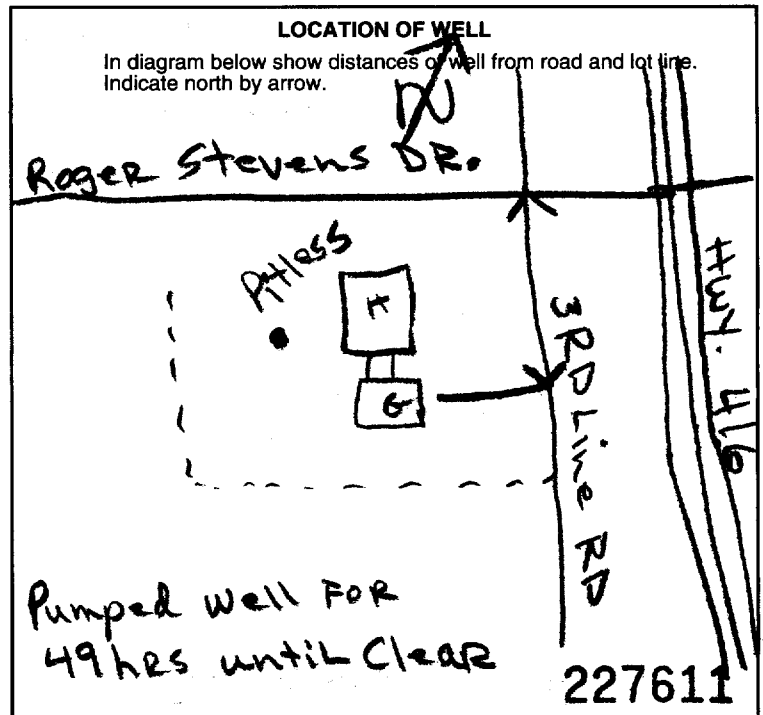 LOCATION OF WELL
In diagram below show distances of well from road and lot line.
Indicate north by arrow.
N
Roger Stevens DR.
Pitless
H
G
3RD Line RD
Hwy. 416
Pumped well FOR
49 hrs until Clear
227611